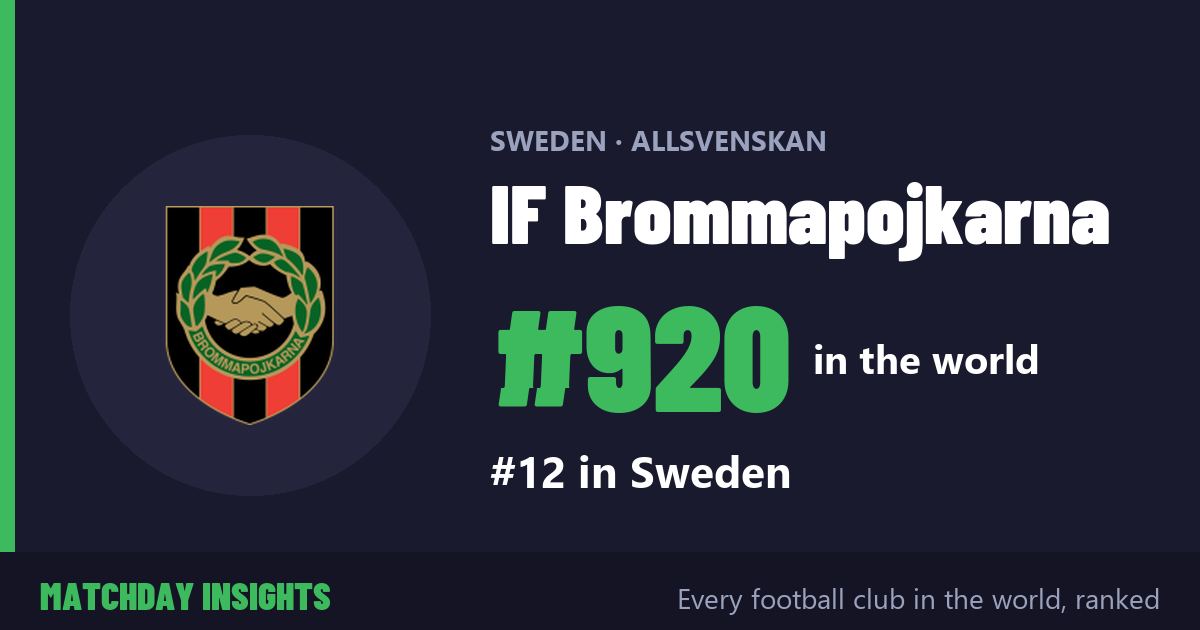 SWEDEN · ALLSVENSKAN
IF Brommapojkarna
#920 in the world
#12 in Sweden
BROMMAPOJKARNA
MATCHDAY INSIGHTS
Every football club in the world, ranked